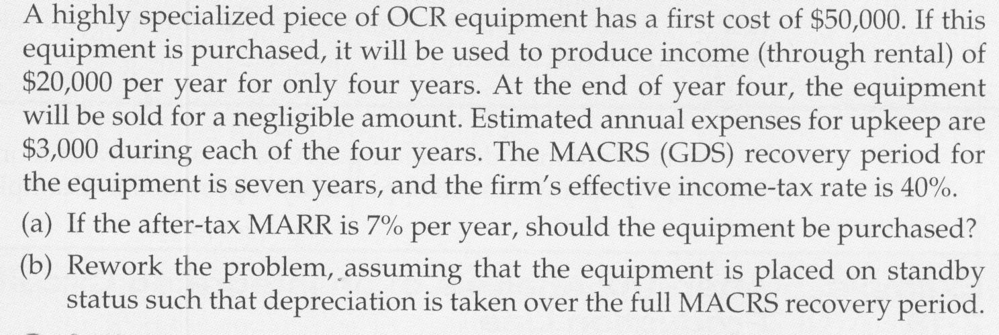 A highly specialized piece of OCR equipment has a first cost of $50,000. If this
equipment is purchased, it will be used to produce income (through rental) of
$20,000 per year for only four years. At the end of year four, the equipment
will be sold for a negligible amount. Estimated annual expenses for upkeep are
$3,000 during each of the four years. The MACRS (GDS) recovery period for
the equipment is seven years, and the firm's effective income-tax rate is 40%.
(a) If the after-tax MARR is 7% per year, should the equipment be purchased?
(b) Rework the problem, assuming that the equipment is placed on standby
status such that depreciation is taken over the full MACRS recovery period.